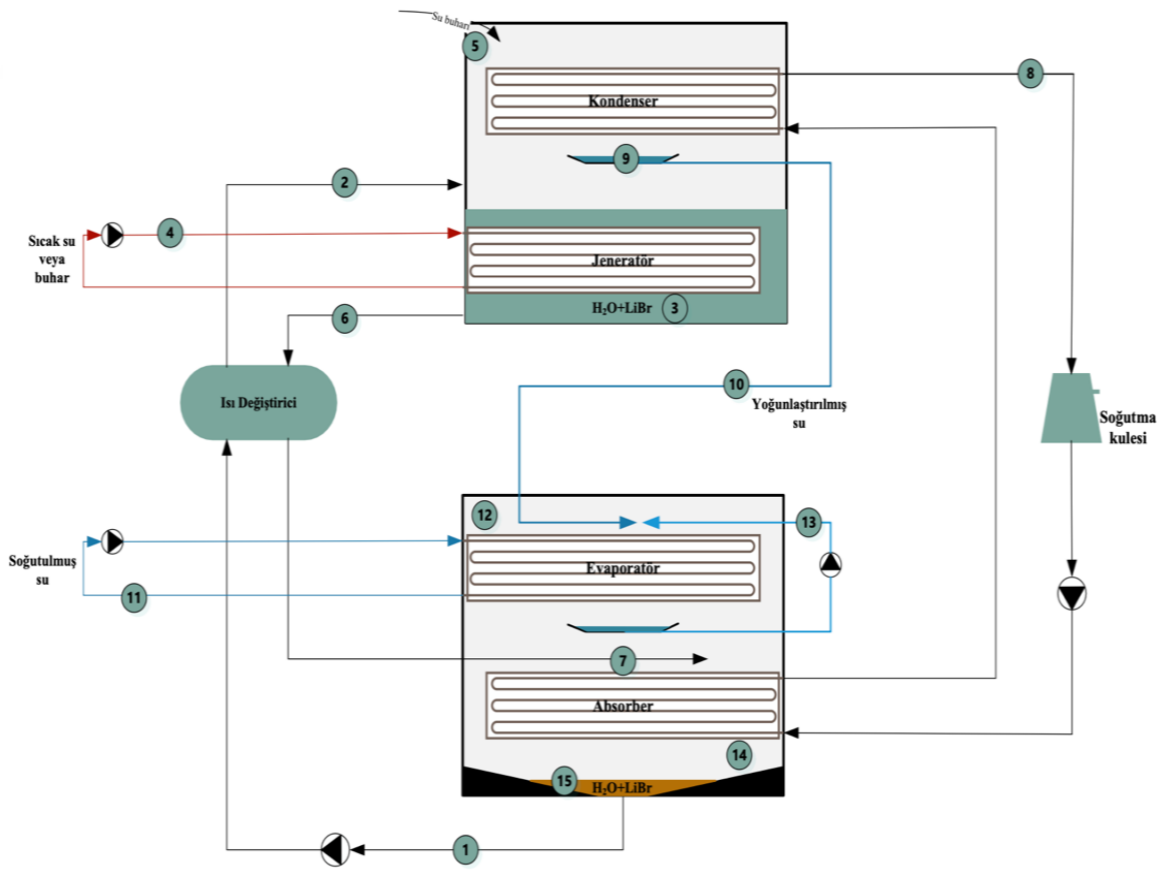 Su buharı
5
8
Kondenser
9
2
4
Sıcak su
veya
buhar
Jeneratör
H₂O+LiBr
3
6
Isı Değiştirici
10
Yoğunlaştırılmış
su
Soğutma
kulesi
12
13
Soğutulmuş
su
11
Evaporatör
7
Absorber
14
15
H₂O+LiBr
1